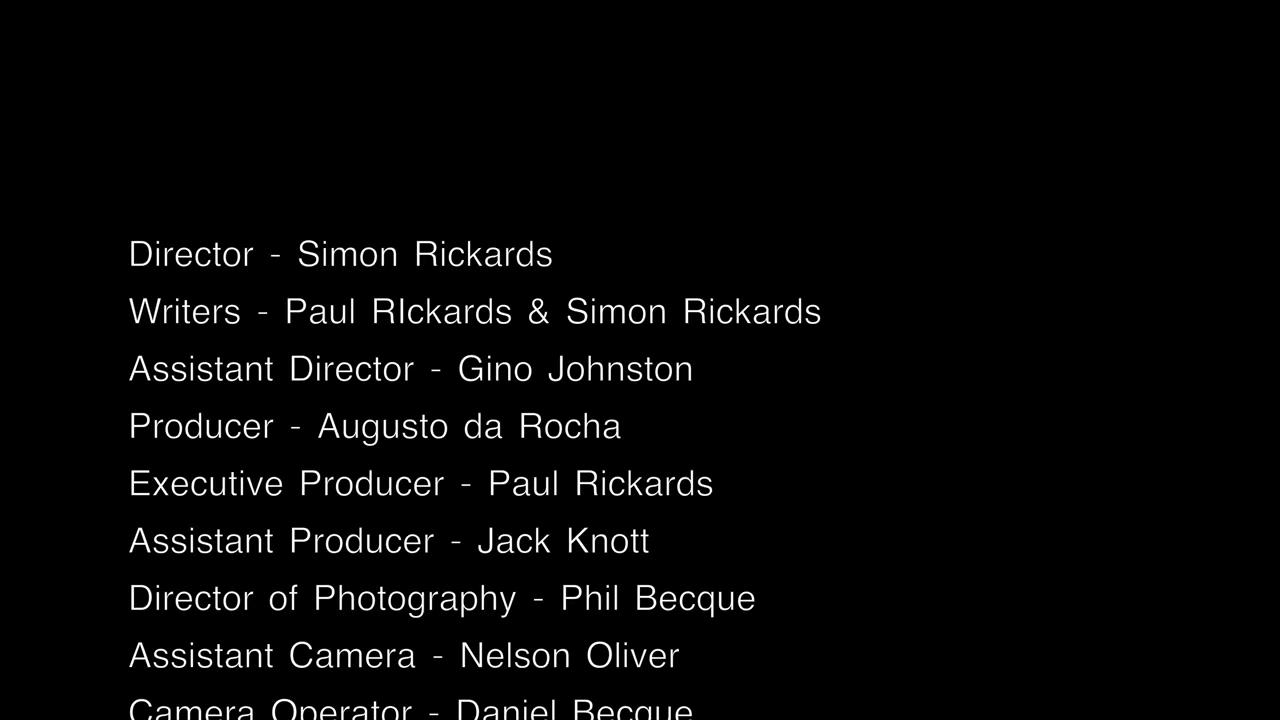 Director - Simon Rickards
Writers - Paul RIckards & Simon Rickards
Assistant Director - Gino Johnston
Producer - Augusto da Rocha
Executive Producer - Paul Rickards
Assistant Producer - Jack Knott
Director of Photography - Phil Becque
Assistant Camera - Nelson Oliver
Camera Operator - Daniel Becque